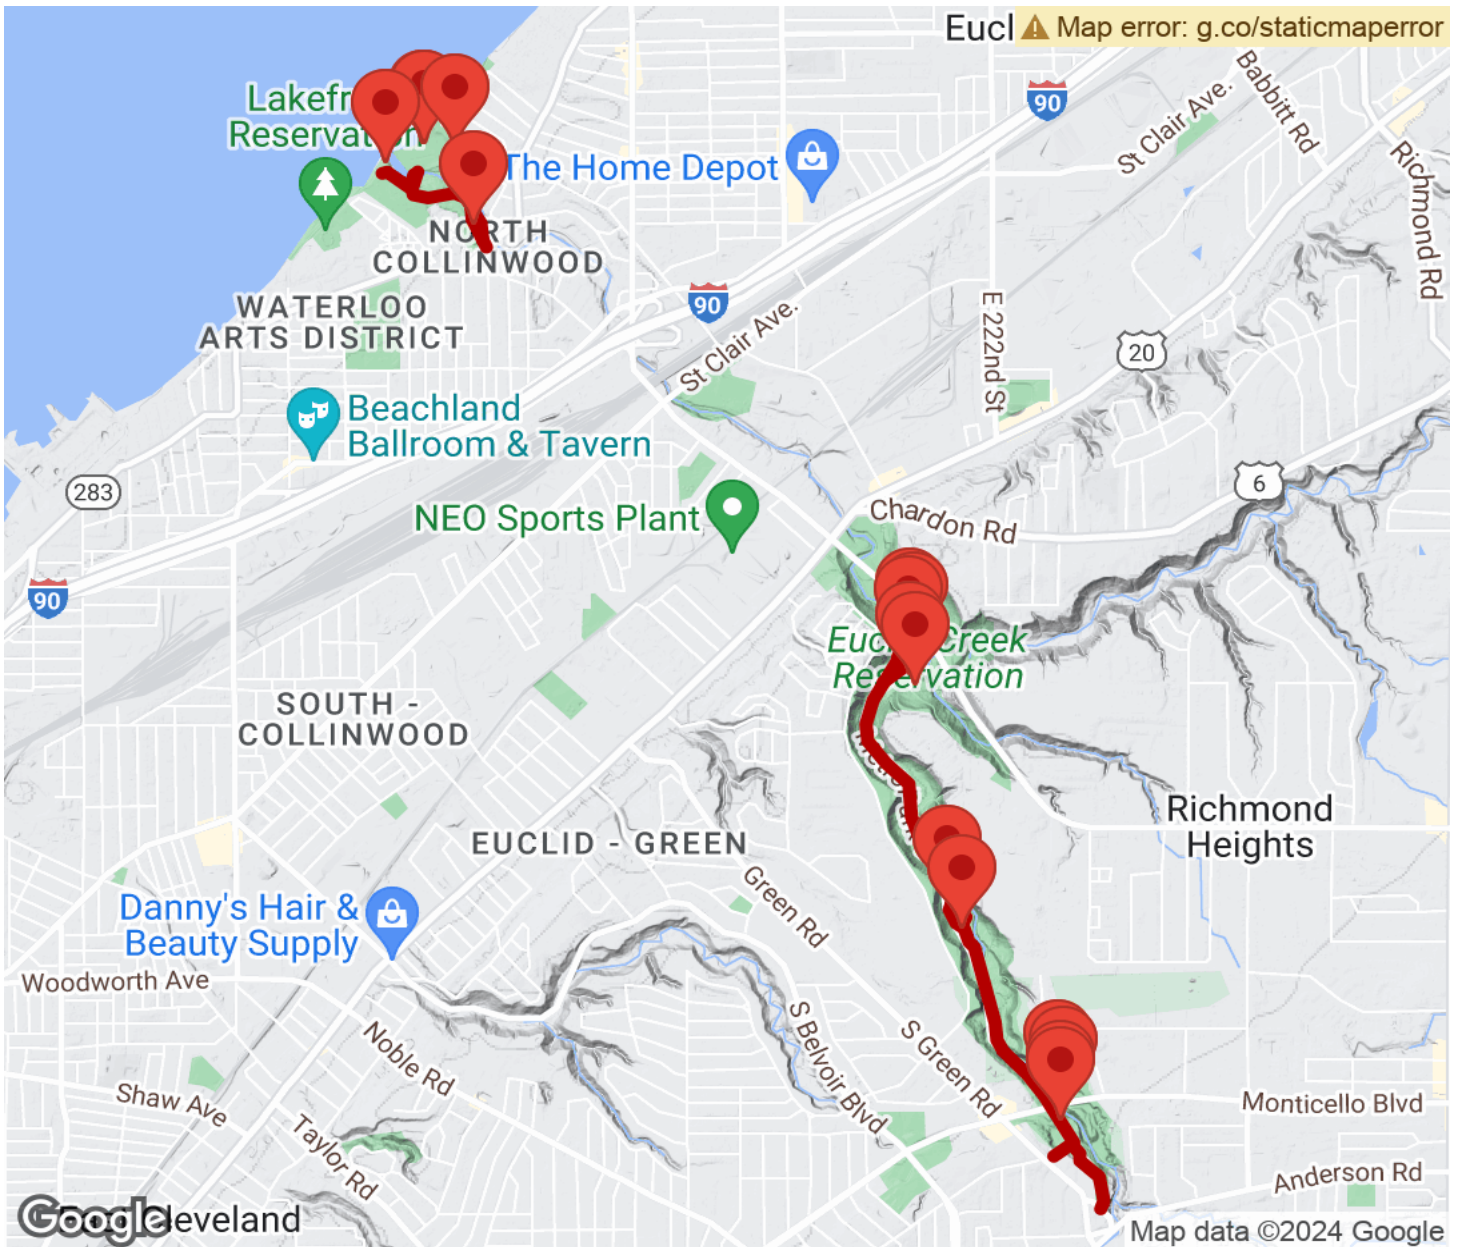 Eucl
Map error: g.co/staticmaperror
Babbitt Rd
90
St Clair Ave.
Lakefr
Reservation
Richmond Rd
The Home Depot
NORTH
COLLINWOOD
WATERLOO
ARTS DISTRICT
90
St Clair Ave.
E 222nd St
20
Beachland
Ballroom & Tavern
283
6
NEO Sports Plant
Chardon Rd
90
Creek
Reservation
SOUTH -
COLLINWOOD
Richmond
Heights
EUCLID - GREEN
Green Rd
Danny's Hair &
Beauty Supply
Woodworth Ave
S Belvoir Blvd
S Green Rd
Noble Rd
Shaw Ave
Monticello Blvd
Taylor Rd
Anderson Rd
Google
Cleveland
Map data ©2024 Google